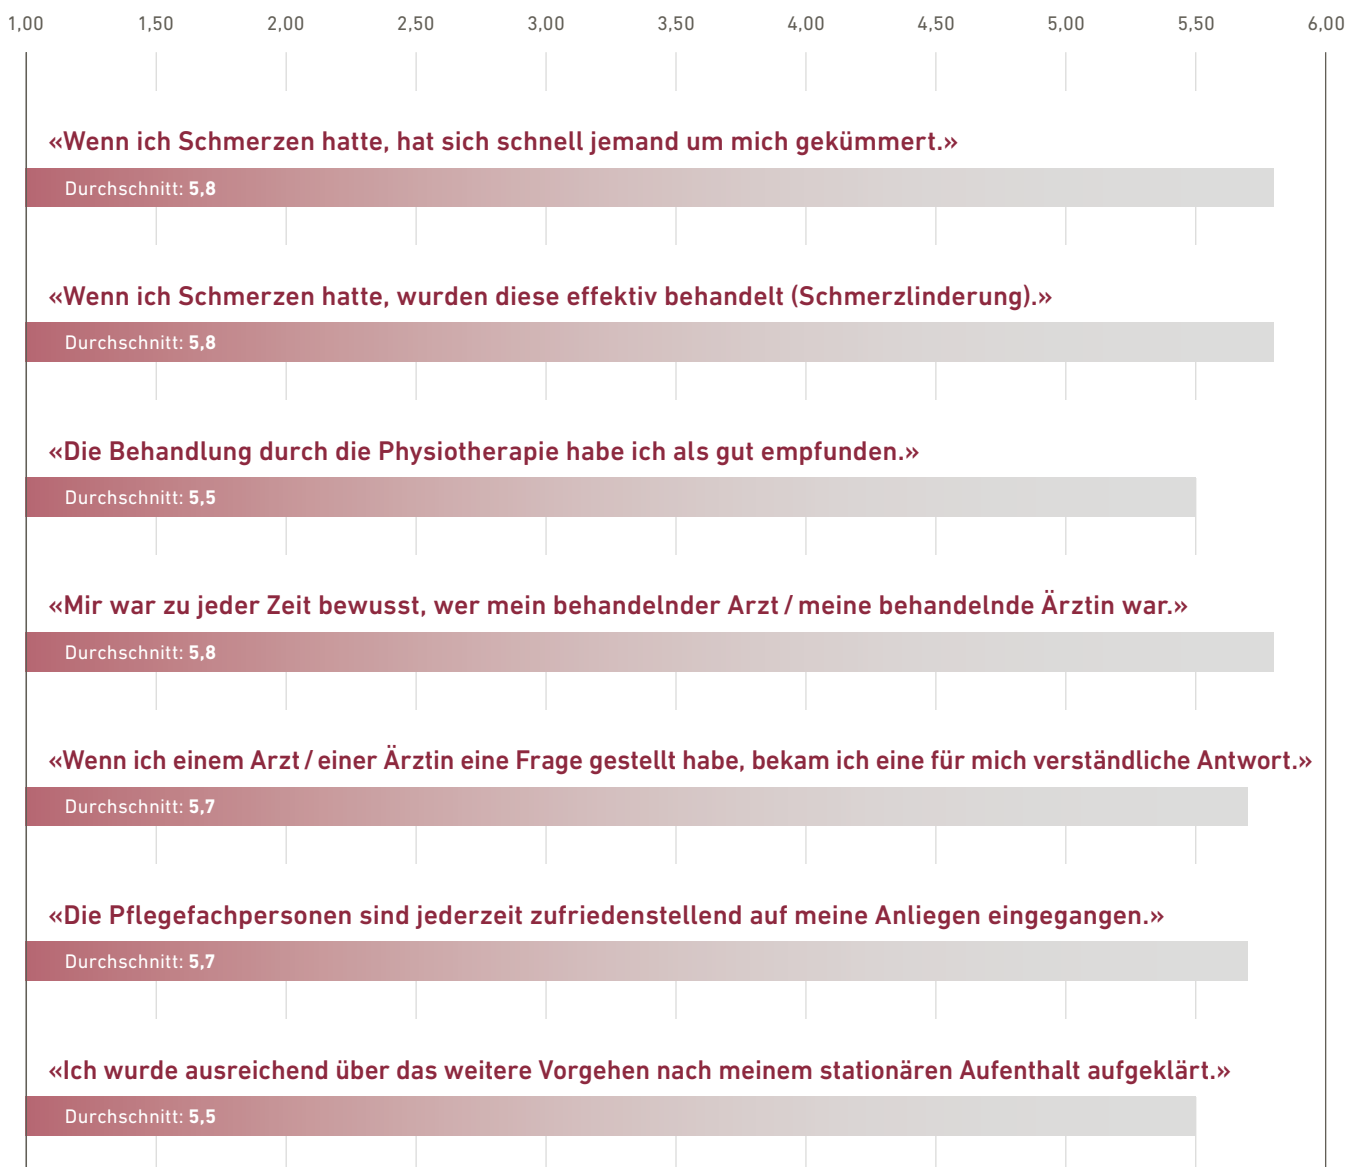 1,00 1,50 2,00 2,50 3,00 3,50 4,00 4,50 5,00 5,50 6,00
«Wenn ich Schmerzen hatte, hat sich schnell jemand um mich gekümmert.»
Durchschnitt: 5,8
«Wenn ich Schmerzen hatte, wurden diese effektiv behandelt (Schmerzlinderung).»
Durchschnitt: 5,8
«Die Behandlung durch die Physiotherapie habe ich als gut empfunden.»
Durchschnitt: 5,5
«Mir war zu jeder Zeit bewusst, wer mein behandelnder Arzt / meine behandelnde Ärztin war.»
Durchschnitt: 5,8
«Wenn ich einem Arzt / einer Ärztin eine Frage gestellt habe, bekam ich eine für mich verständliche Antwort.»
Durchschnitt: 5,7
«Die Pflegefachpersonen sind jederzeit zufriedenstellend auf meine Anliegen eingegangen.»
Durchschnitt: 5,7
«Ich wurde ausreichend über das weitere Vorgehen nach meinem stationären Aufenthalt aufgeklärt.»
Durchschnitt: 5,5